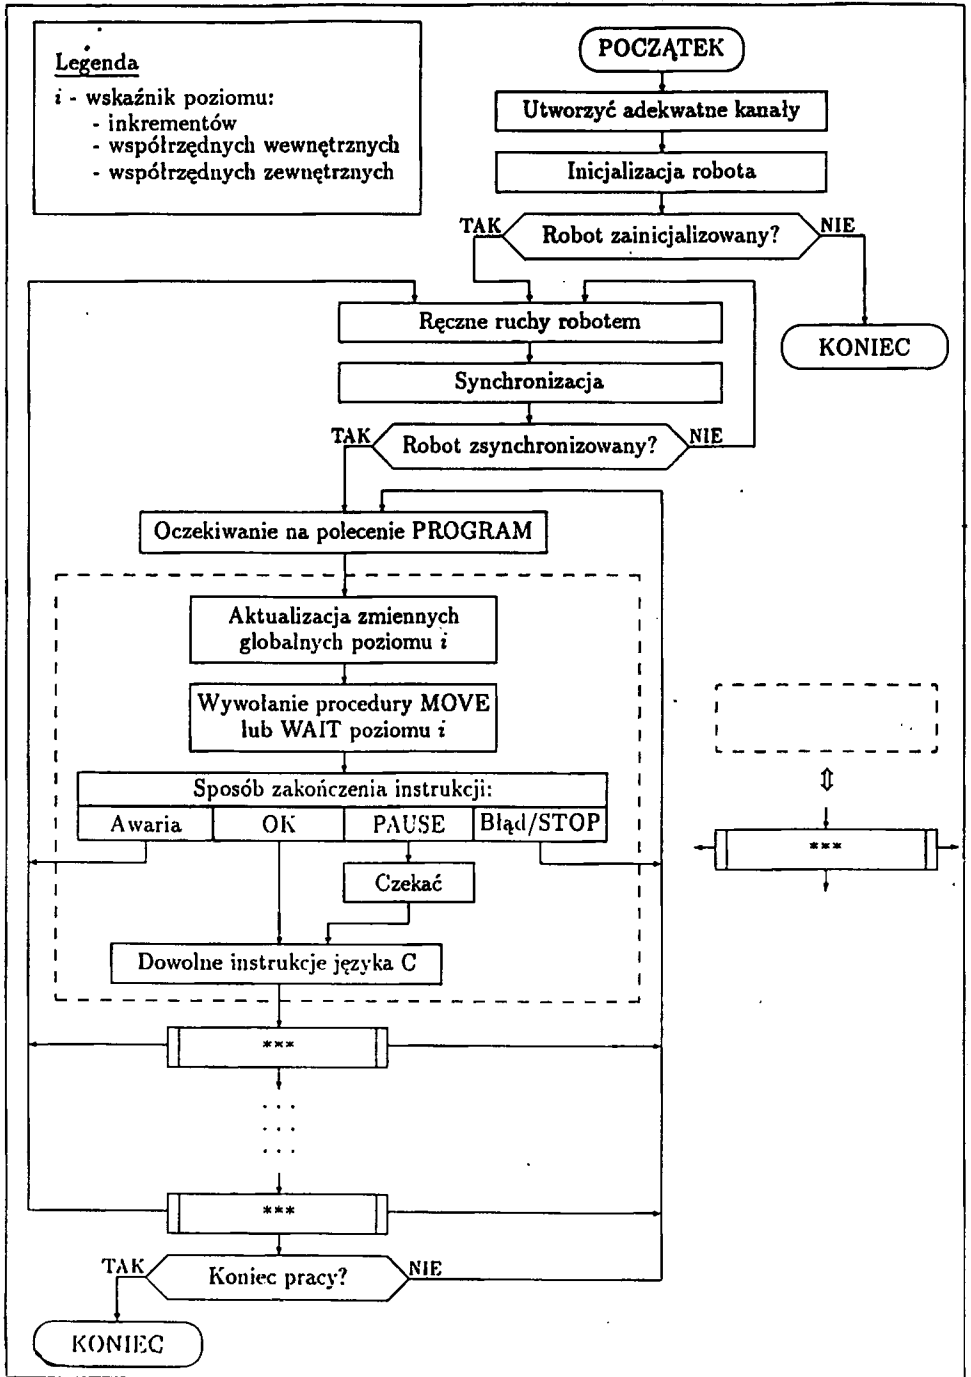 Legenda
i - wskaźnik poziomu:
- inkrementów
- współrzędnych wewnętrznych
- współrzędnych zewnętrznych
POCZĄTEK
Utworzyć adekwatne kanały
Inicjalizacja robota
TAK
Robot zainicjalizowany?
NIE
KONIEC
Ręczne ruchy robotem
Synchronizacja
TAK
Robot zsynchronizowany?
NIE
Oczekiwanie na polecenie PROGRAM
Aktualizacja zmiennych
globalnych poziomu i
Wywołanie procedury MOVE
lub WAIT poziomu i
Sposób zakończenia instrukcji:
Awaria
OK
PAUSE
Błąd/STOP
Czekać
Dowolne instrukcje języka C
***
***
. . .
. . .
. . .
***
TAK
Koniec pracy?
NIE
KONIEC